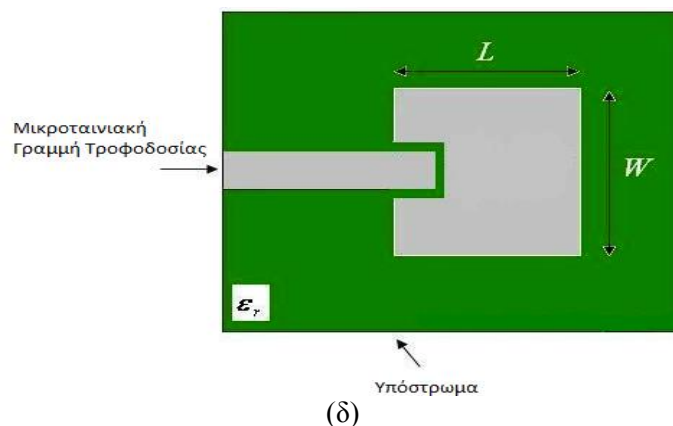 L
Μικροταινιακή
Γραμμή Τροφοδοσίας
W
εr
Υπόστρωμα
(δ)